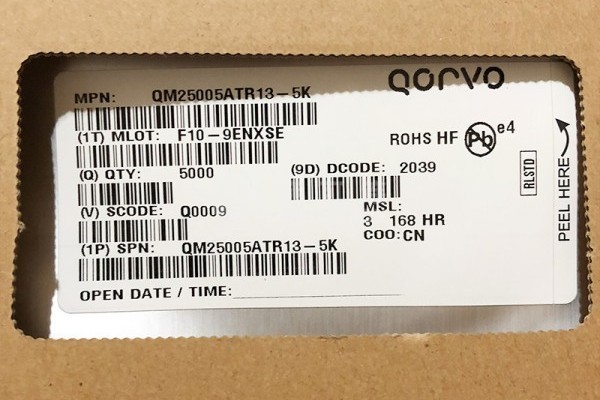 QORVO
MPN: QM25005ATR13-5K
(1T) MLOT: F10-9ENXSE
ROHS HF Pb e4
(Q) QTY: 5000
(9D) DCODE: 2039
RLSTD
PEEL HERE
(V) SCODE: Q0009
MSL:
3 168 HR
COO: CN
(1P) SPN: QM25005ATR13-5K
OPEN DATE / TIME: